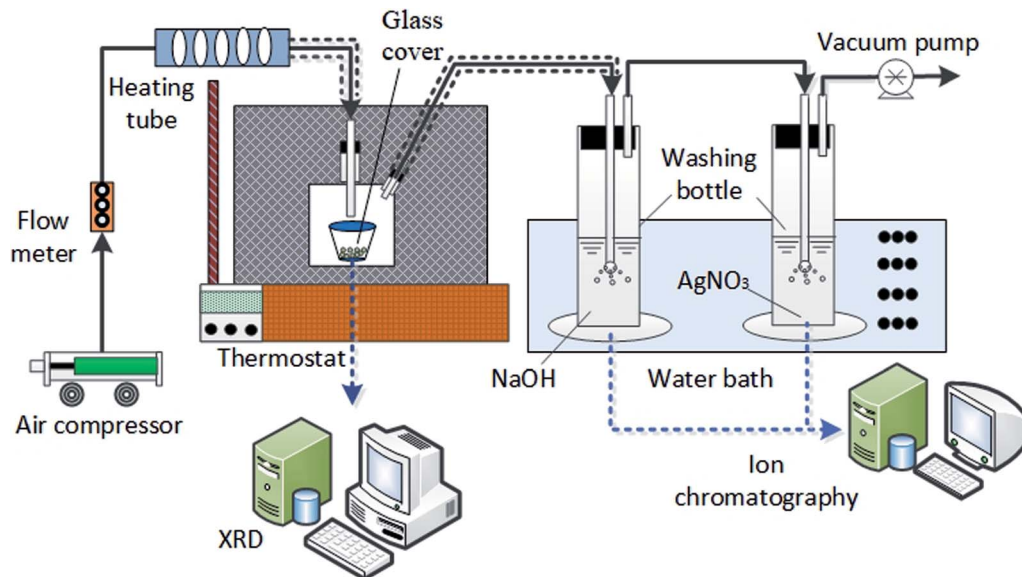 Glass
cover
Vacuum pump
Heating
tube
Washing
bottle
Flow
meter
AgNO₃
Thermostat
NaOH
Water bath
Air compressor
Ion
chromatography
XRD